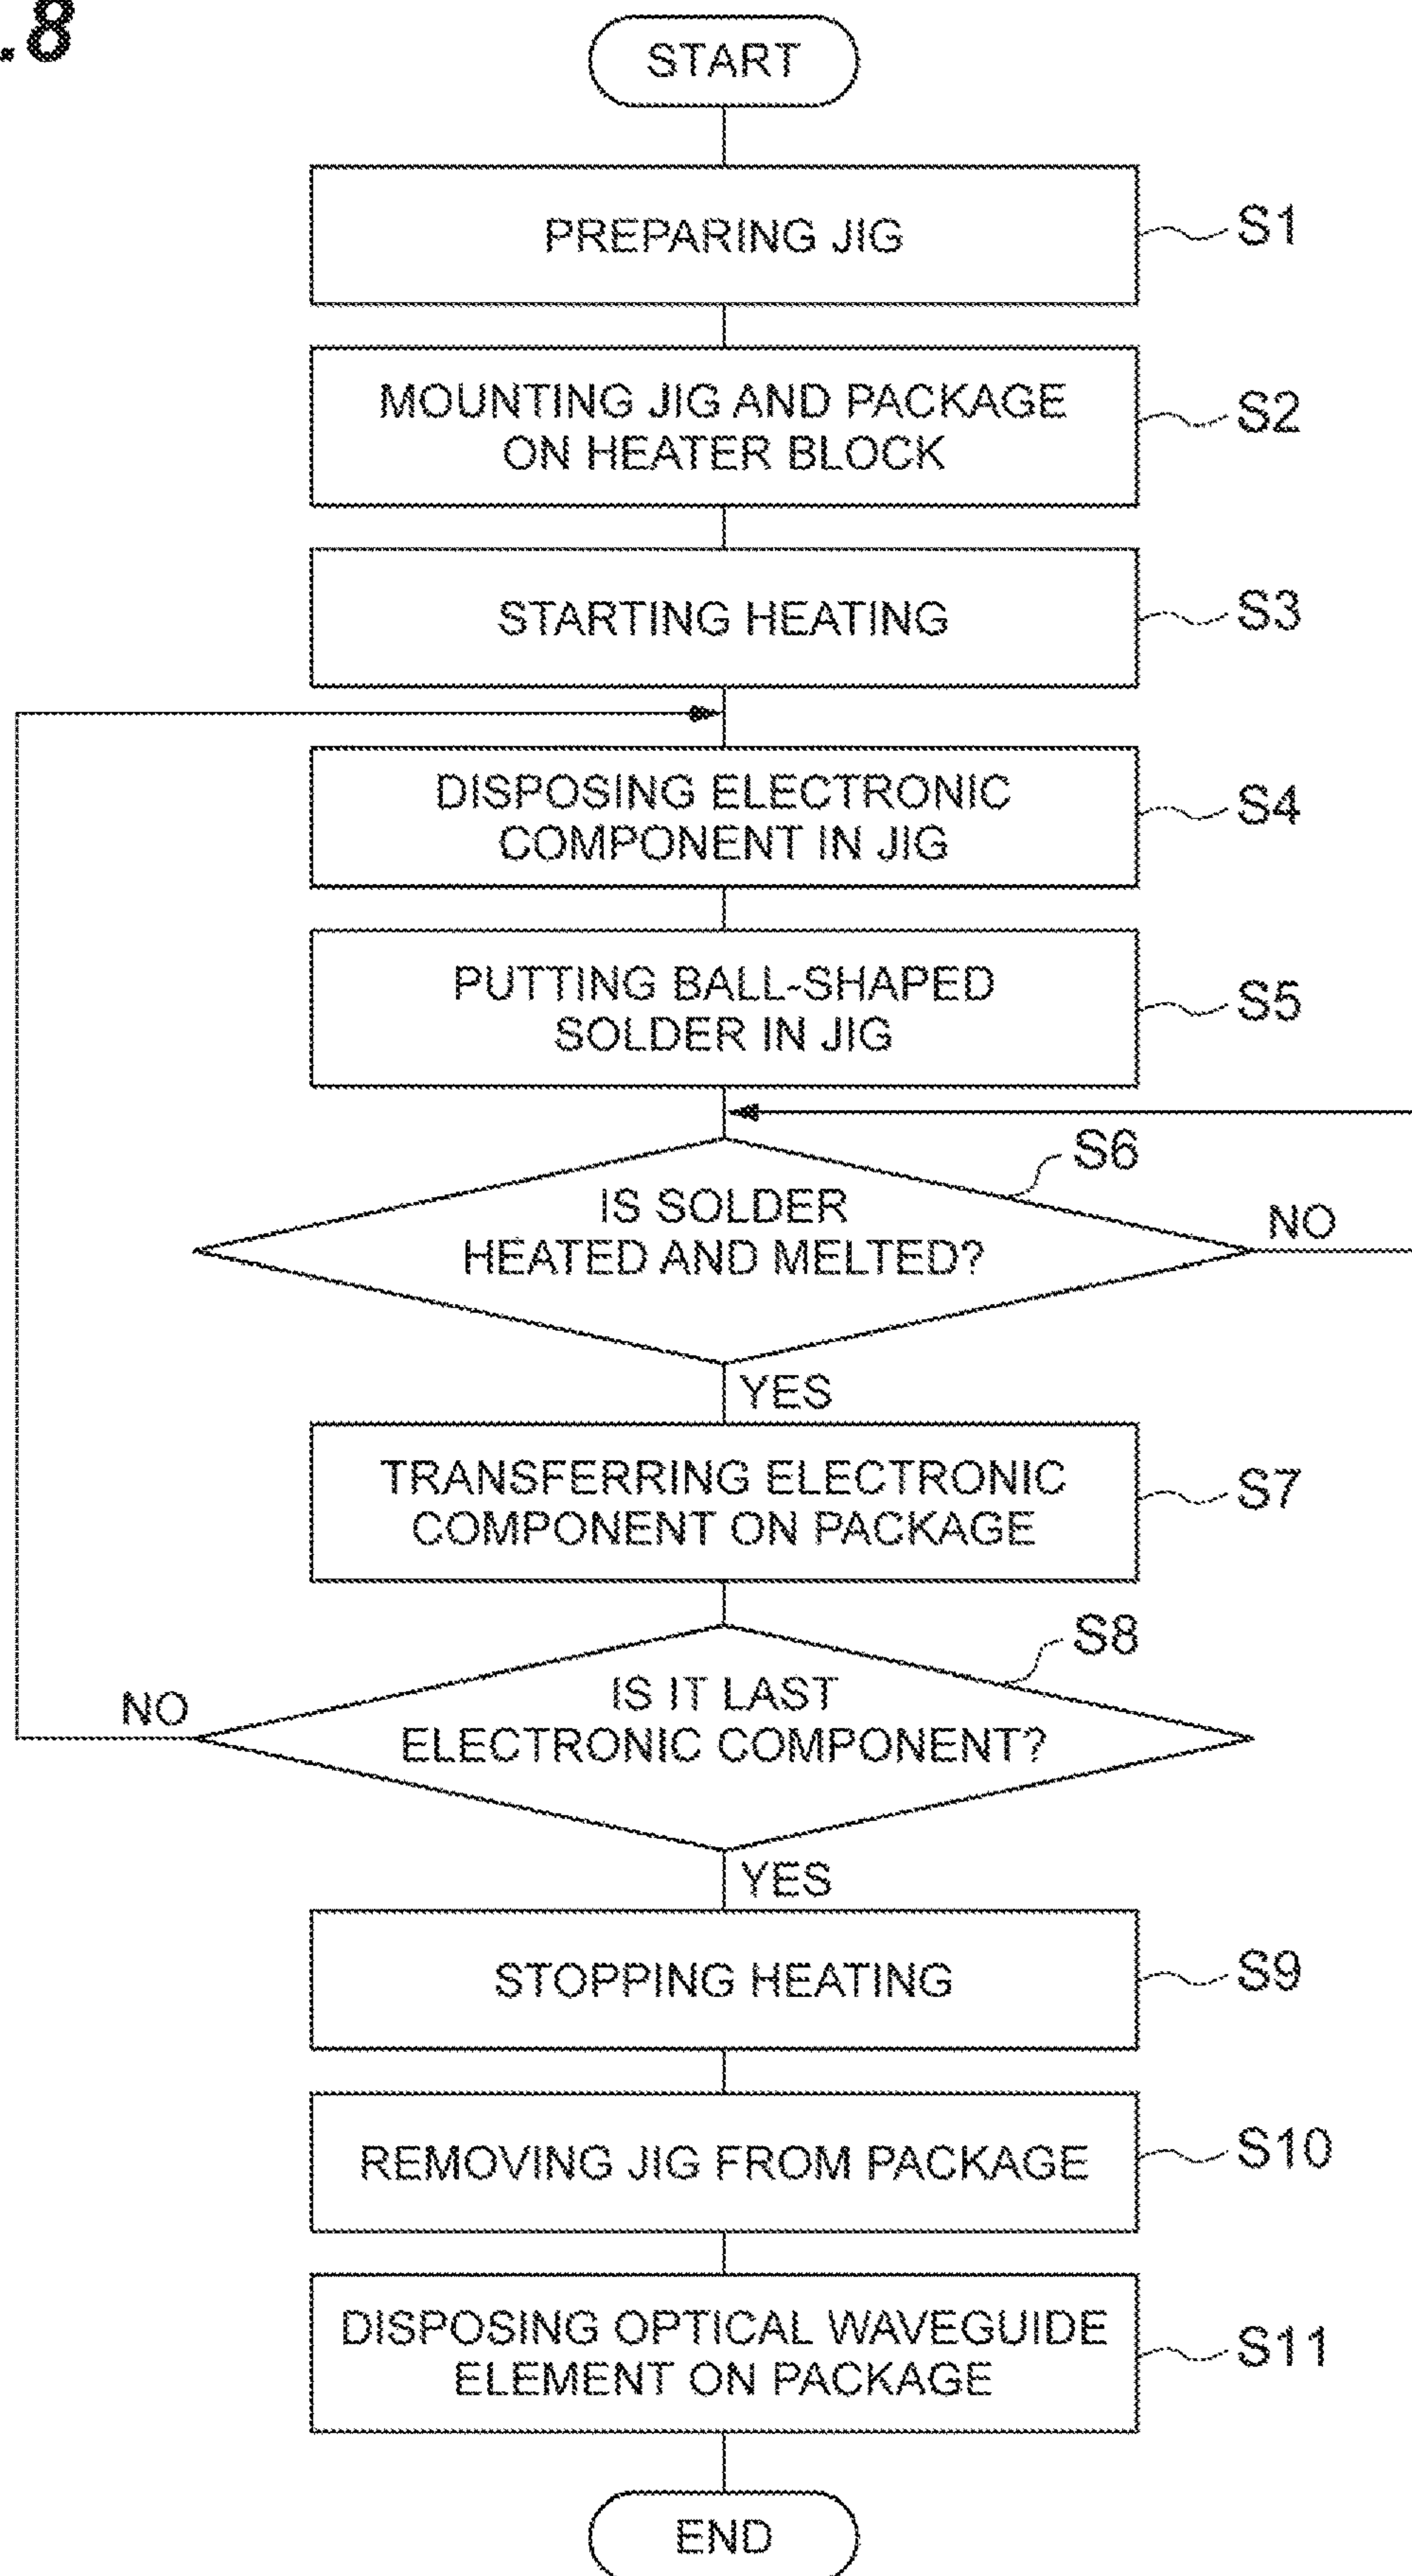 .8
START
PREPARING JIG
S1
MOUNTING JIG AND PACKAGE
ON HEATER BLOCK
S2
STARTING HEATING
S3
DISPOSING ELECTRONIC
COMPONENT IN JIG
S4
PUTTING BALL-SHAPED
SOLDER IN JIG
S5
S6
IS SOLDER
HEATED AND MELTED?
NO
YES
TRANSFERRING ELECTRONIC
COMPONENT ON PACKAGE
S7
S8
IS IT LAST
ELECTRONIC COMPONENT?
NO
YES
STOPPING HEATING
S9
REMOVING JIG FROM PACKAGE
S10
DISPOSING OPTICAL WAVEGUIDE
ELEMENT ON PACKAGE
S11
END